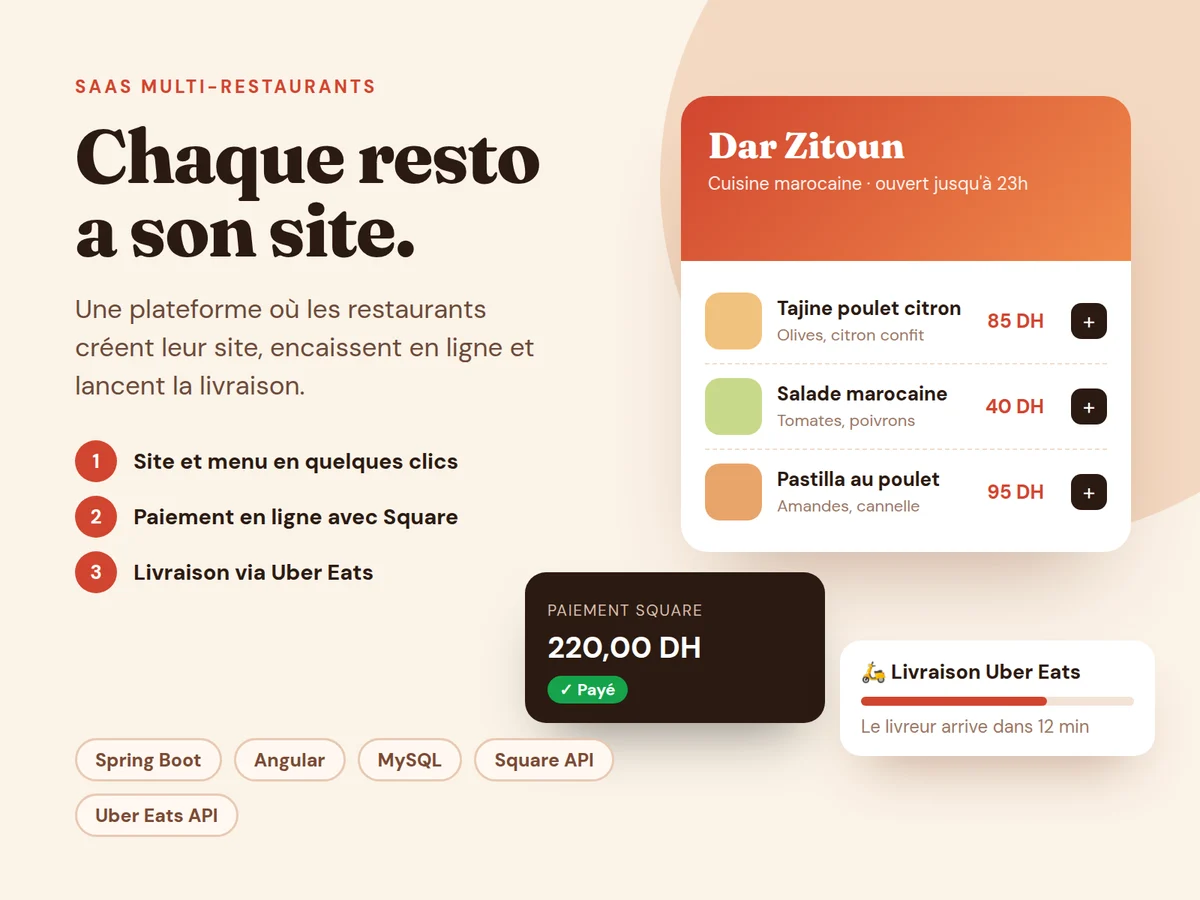 SAAS MULTI-RESTAURANTS
Chaque resto
a son site.
Une plateforme où les restaurants
créent leur site, encaissent en ligne et
lancent la livraison.
1 Site et menu en quelques clics
2 Paiement en ligne avec Square
3 Livraison via Uber Eats
Spring Boot
Angular
MySQL
Square API
Uber Eats API
Dar Zitoun
Cuisine marocaine · ouvert jusqu'à 23h
Tajine poulet citron
Olives, citron confit
85 DH
+
Salade marocaine
Tomates, poivrons
40 DH
+
Pastilla au poulet
Amandes, cannelle
95 DH
+
PAIEMENT SQUARE
220,00 DH
✓ Payé
🛵 Livraison Uber Eats
Le livreur arrive dans 12 min